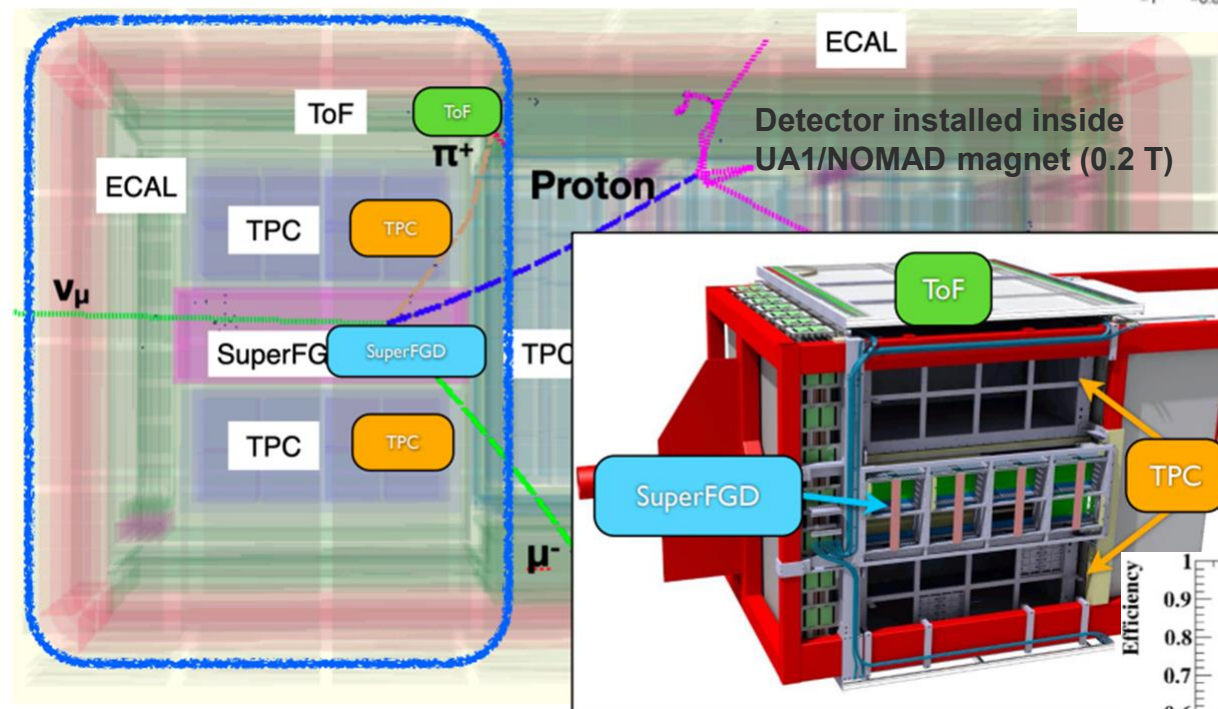 ECAL
ToF
ToF
π⁺
Detector installed inside
UA1/NOMAD magnet (0.2 T)
ECAL
Proton
TPC
TPC
ν_μ
SuperFG
SuperFGD
TPC
TPC
TPC
μ⁻
ToF
SuperFGD
TPC
Efficiency
1
0.9
0.8
0.7